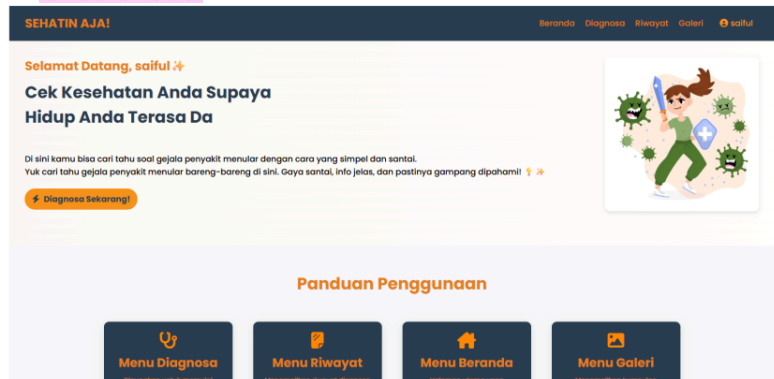 SEHATIN AJA!
Beranda Diagnosa Riwayat Galeri saiful
Selamat Datang, saiful
Cek Kesehatan Anda Supaya
Hidup Anda Terasa Da
Di sini kamu bisa cari tahu soal gejala penyakit menular dengan cara yang simpel dan santai.
Yuk cari tahu gejala penyakit menular bareng-bareng di sini. Gaya santai, info jelas, dan pastinya gampang dipahami!
Diagnosa Sekarang!
Panduan Penggunaan
Menu Diagnosa
Menu Riwayat
Menu Beranda
Menu Galeri